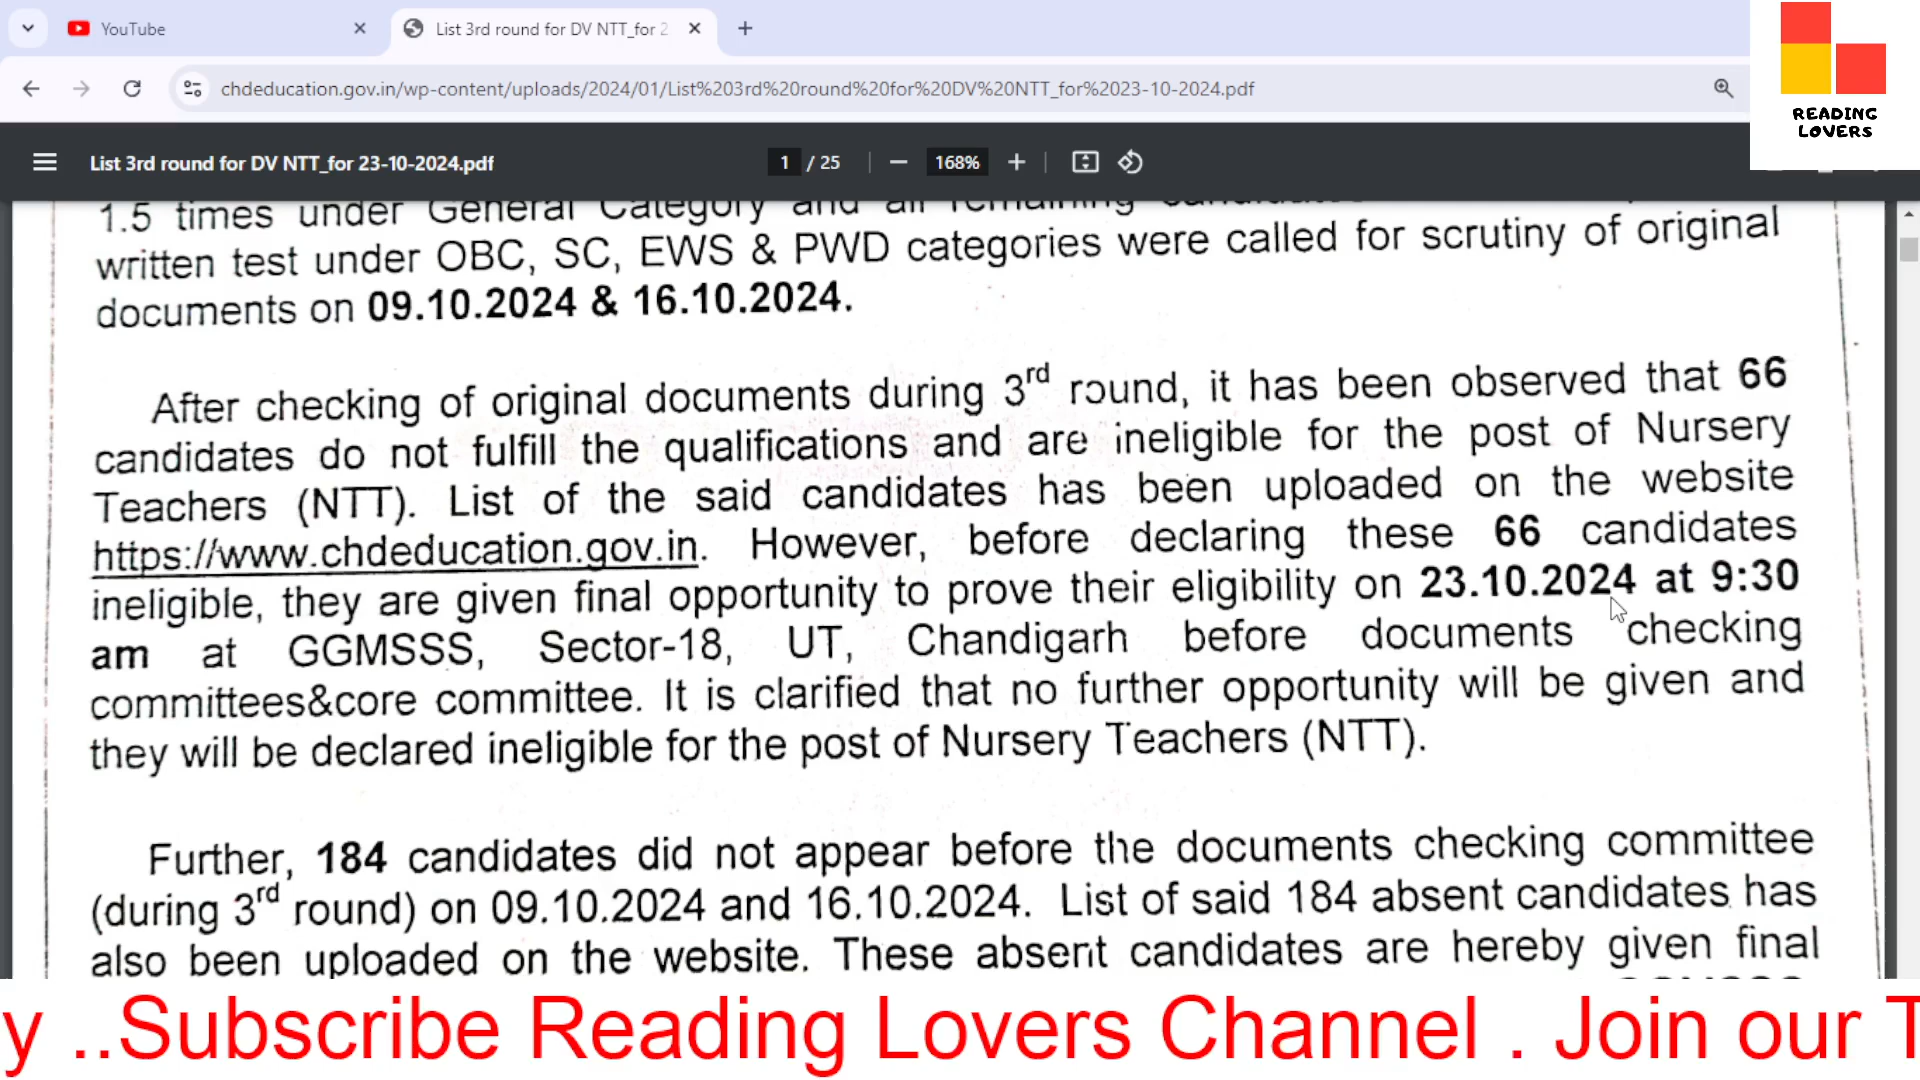 YouTube
List 3rd round for DV NTT_for 2
chdeducation.gov.in/wp-content/uploads/2024/01/List%203rd%20round%20for%20DV%20NTT_for%2023-10-2024.pdf
READING
LOVERS
List 3rd round for DV NTT_for 23-10-2024.pdf
1 / 25
168%
1.5 times under General Category and all remaining
written test under OBC, SC, EWS & PWD categories were called for scrutiny of original
documents on 09.10.2024 & 16.10.2024.
After checking of original documents during 3rd round, it has been observed that 66
candidates do not fulfill the qualifications and are ineligible for the post of Nursery
Teachers (NTT). List of the said candidates has been uploaded on the website
https://www.chdeducation.gov.in. However, before declaring these 66 candidates
ineligible, they are given final opportunity to prove their eligibility on 23.10.2024 at 9:30
am at GGMSSS, Sector-18, UT, Chandigarh before documents checking
committees&core committee. It is clarified that no further opportunity will be given and
they will be declared ineligible for the post of Nursery Teachers (NTT).
Further, 184 candidates did not appear before the documents checking committee
(during 3rd round) on 09.10.2024 and 16.10.2024. List of said 184 absent candidates has
also been uploaded on the website. These absent candidates are hereby given final
y ..Subscribe Reading Lovers Channel . Join our T